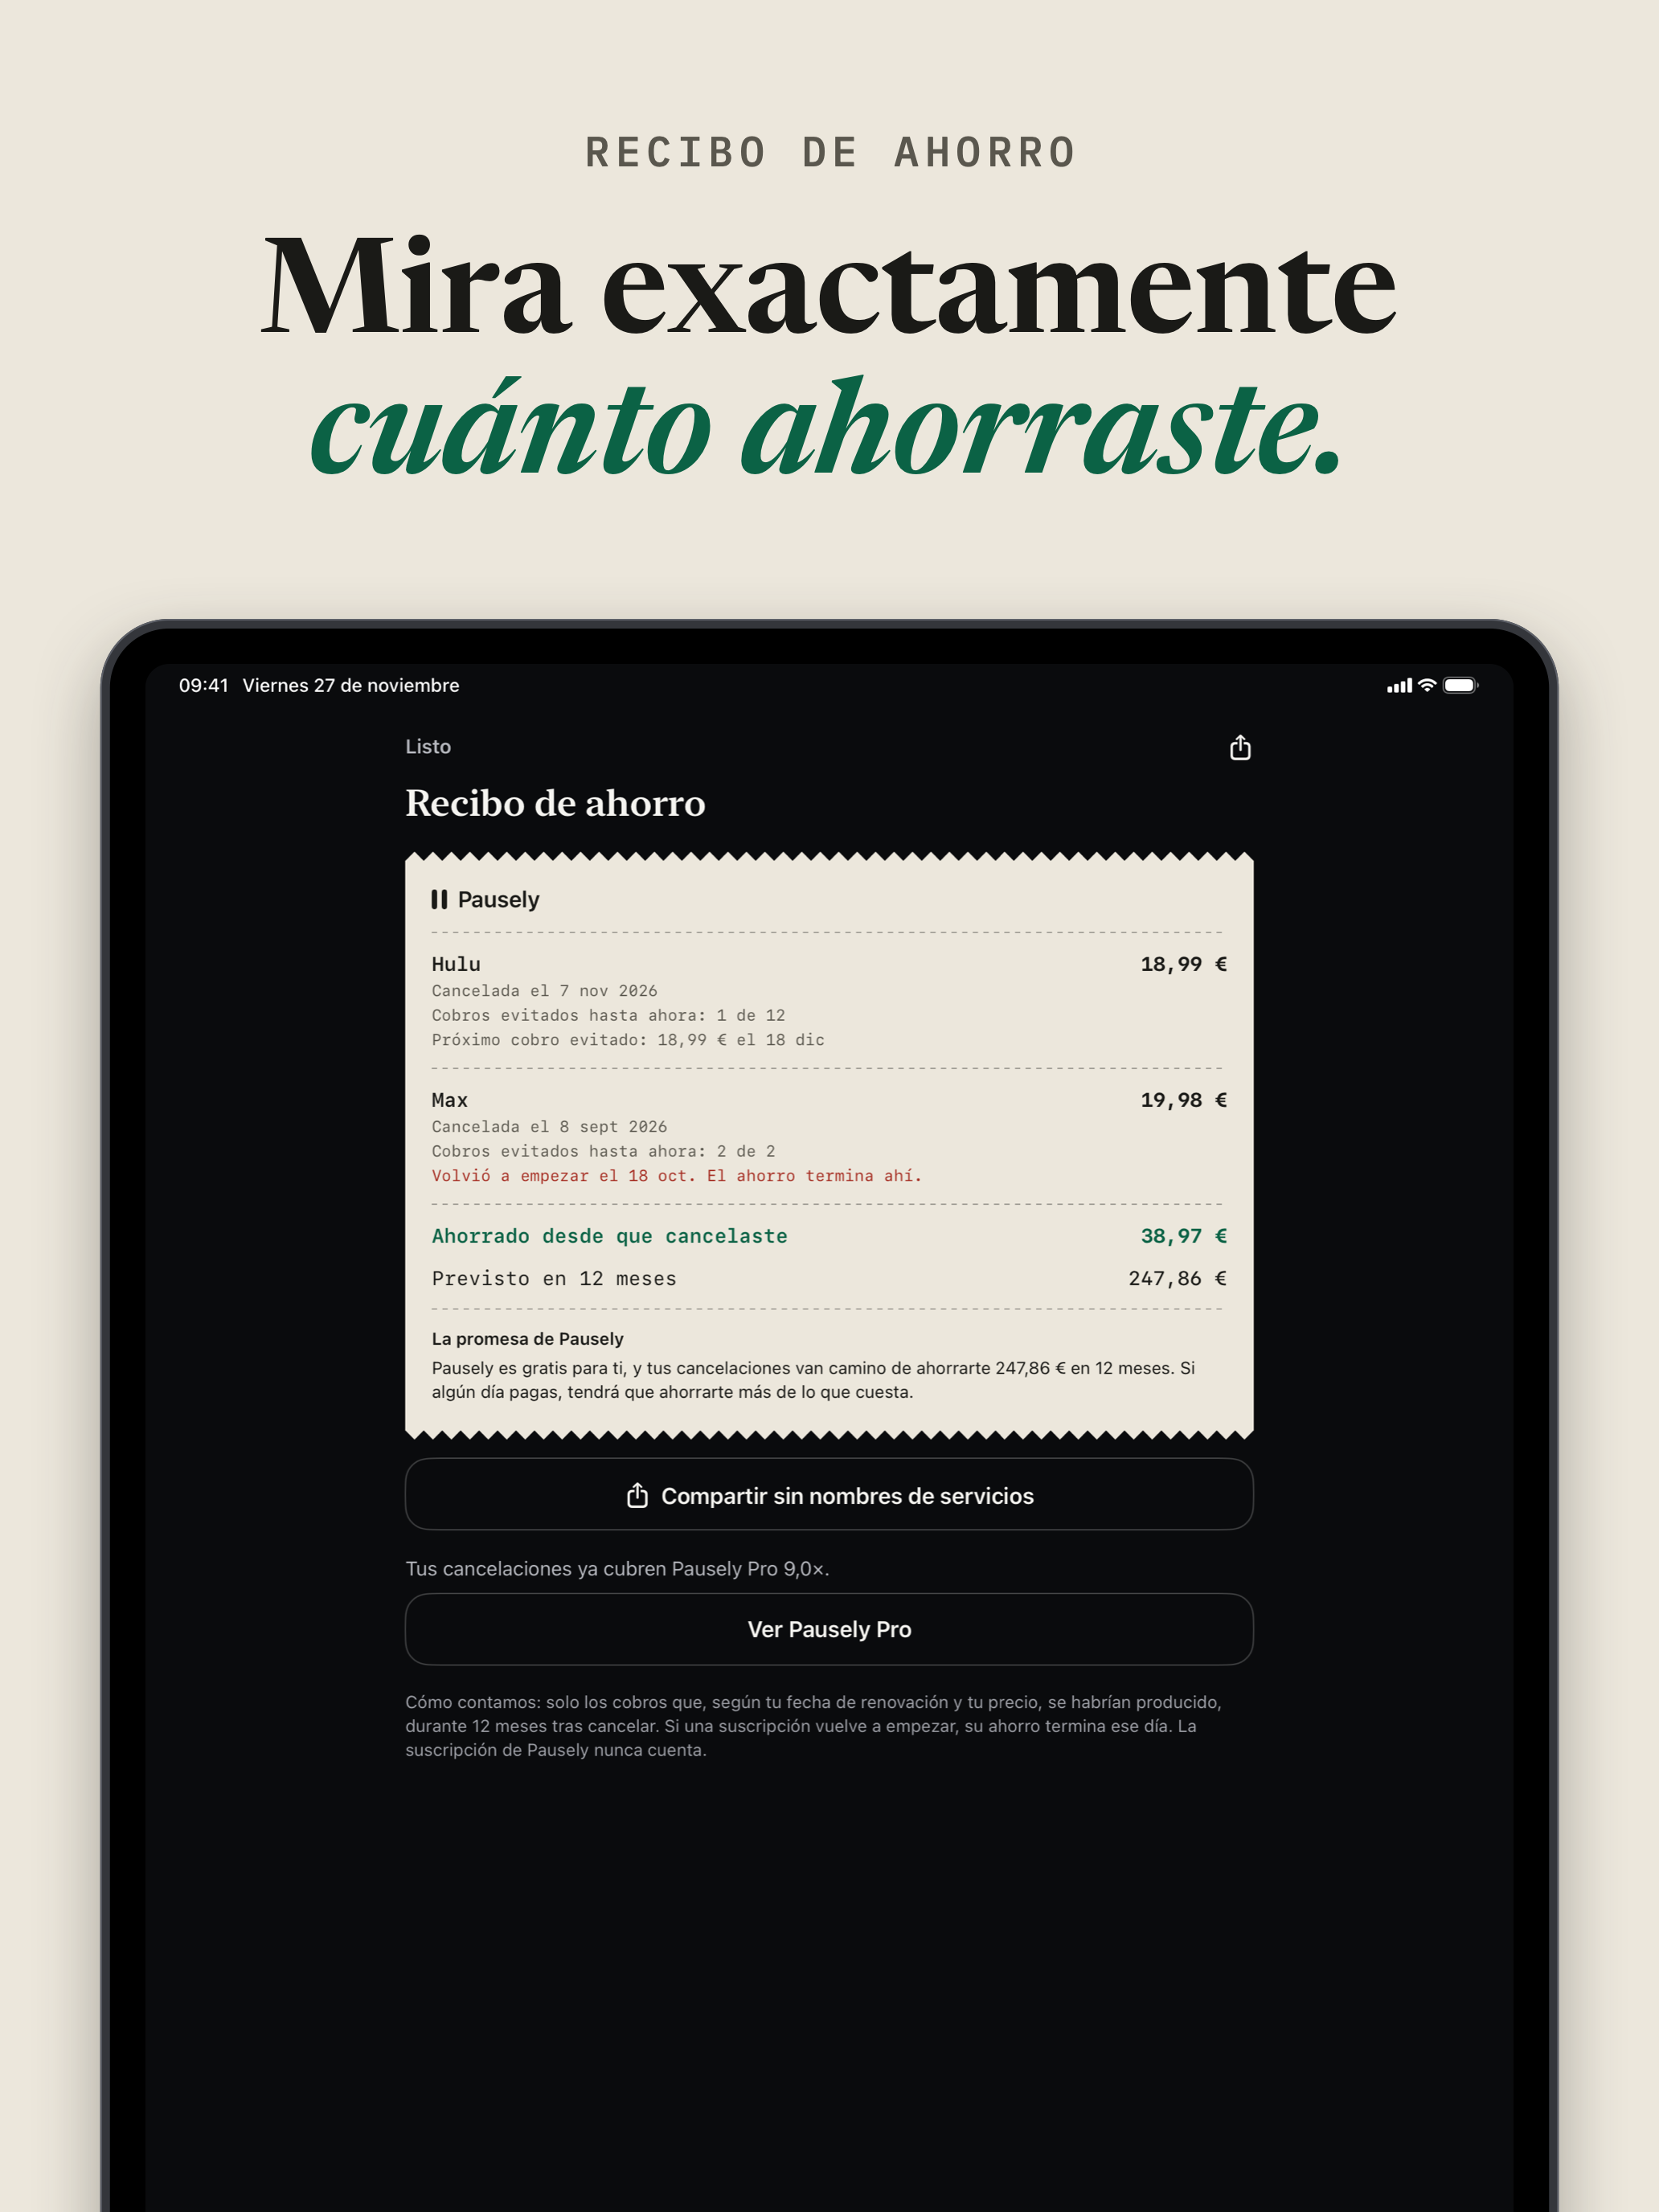 RECIBO DE AHORRO
Mira exactamente
cuánto ahorraste.
09:41 Viernes 27 de noviembre
Listo
Recibo de ahorro
Pausely
Hulu 18,99 €
Cancelada el 7 nov 2026
Cobros evitados hasta ahora: 1 de 12
Próximo cobro evitado: 18,99 € el 18 dic
Max 19,98 €
Cancelada el 8 sept 2026
Cobros evitados hasta ahora: 2 de 2
Volvió a empezar el 18 oct. El ahorro termina ahí.
Ahorrado desde que cancelaste 38,97 €
Previsto en 12 meses 247,86 €
La promesa de Pausely
Pausely es gratis para ti, y tus cancelaciones van camino de ahorrarte 247,86 € en 12 meses. Si
algún día pagas, tendrá que ahorrarte más de lo que cuesta.
Compartir sin nombres de servicios
Tus cancelaciones ya cubren Pausely Pro 9,0×.
Ver Pausely Pro
Cómo contamos: solo los cobros que, según tu fecha de renovación y tu precio, se habrían producido,
durante 12 meses tras cancelar. Si una suscripción vuelve a empezar, su ahorro termina ese día. La
suscripción de Pausely nunca cuenta.